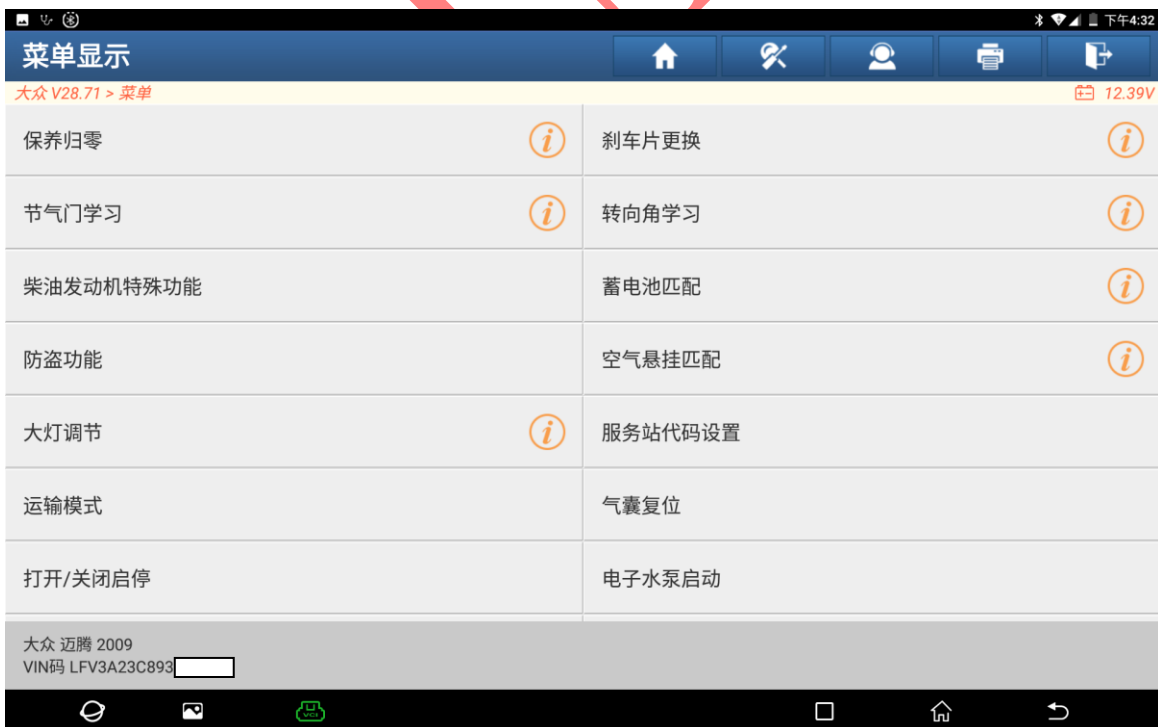 下午4:32
菜单显示
大众 V28.71 > 菜单
12.39V
保养归零
刹车片更换
节气门学习
转向角学习
柴油发动机特殊功能
蓄电池匹配
防盗功能
空气悬挂匹配
大灯调节
服务站代码设置
运输模式
气囊复位
打开/关闭启停
电子水泵启动
大众 迈腾 2009
VIN码 LFV3A23C893
VCI